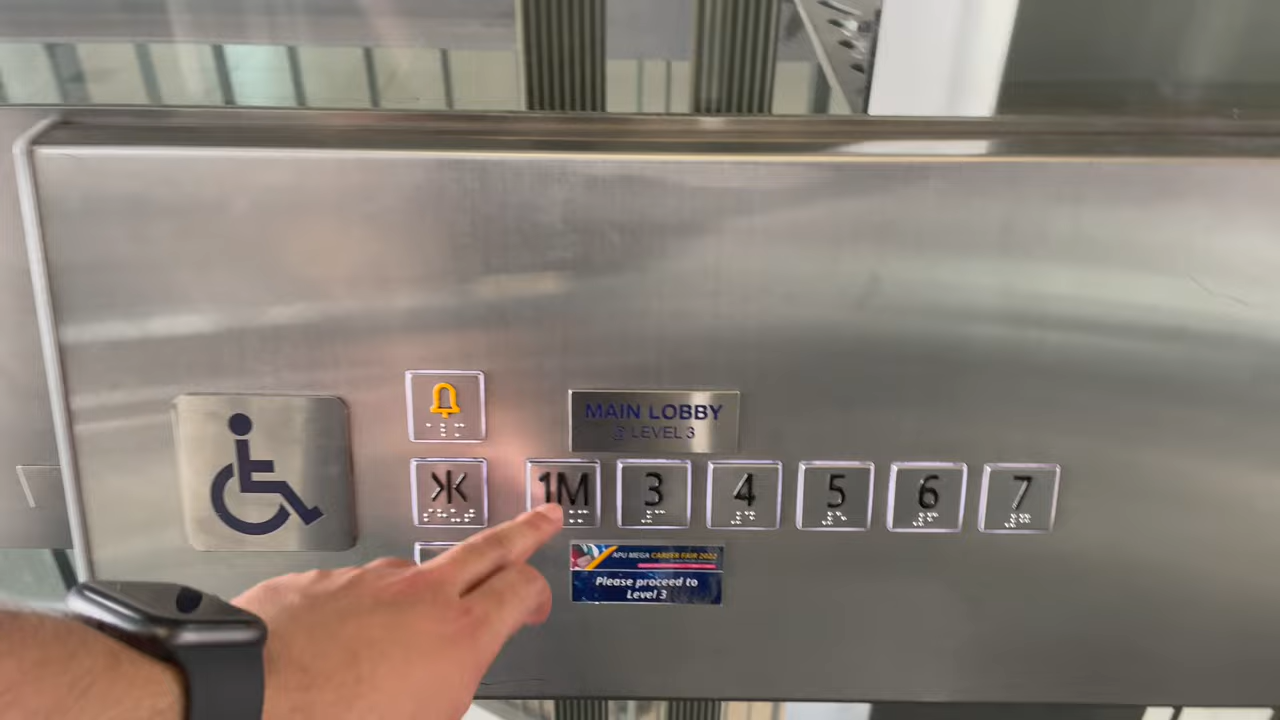 MAIN LOBBY
@ LEVEL 3
1M 3 4 5 6 7
APU MEGA CAREER FAIR 2022
Please proceed to
Level 3